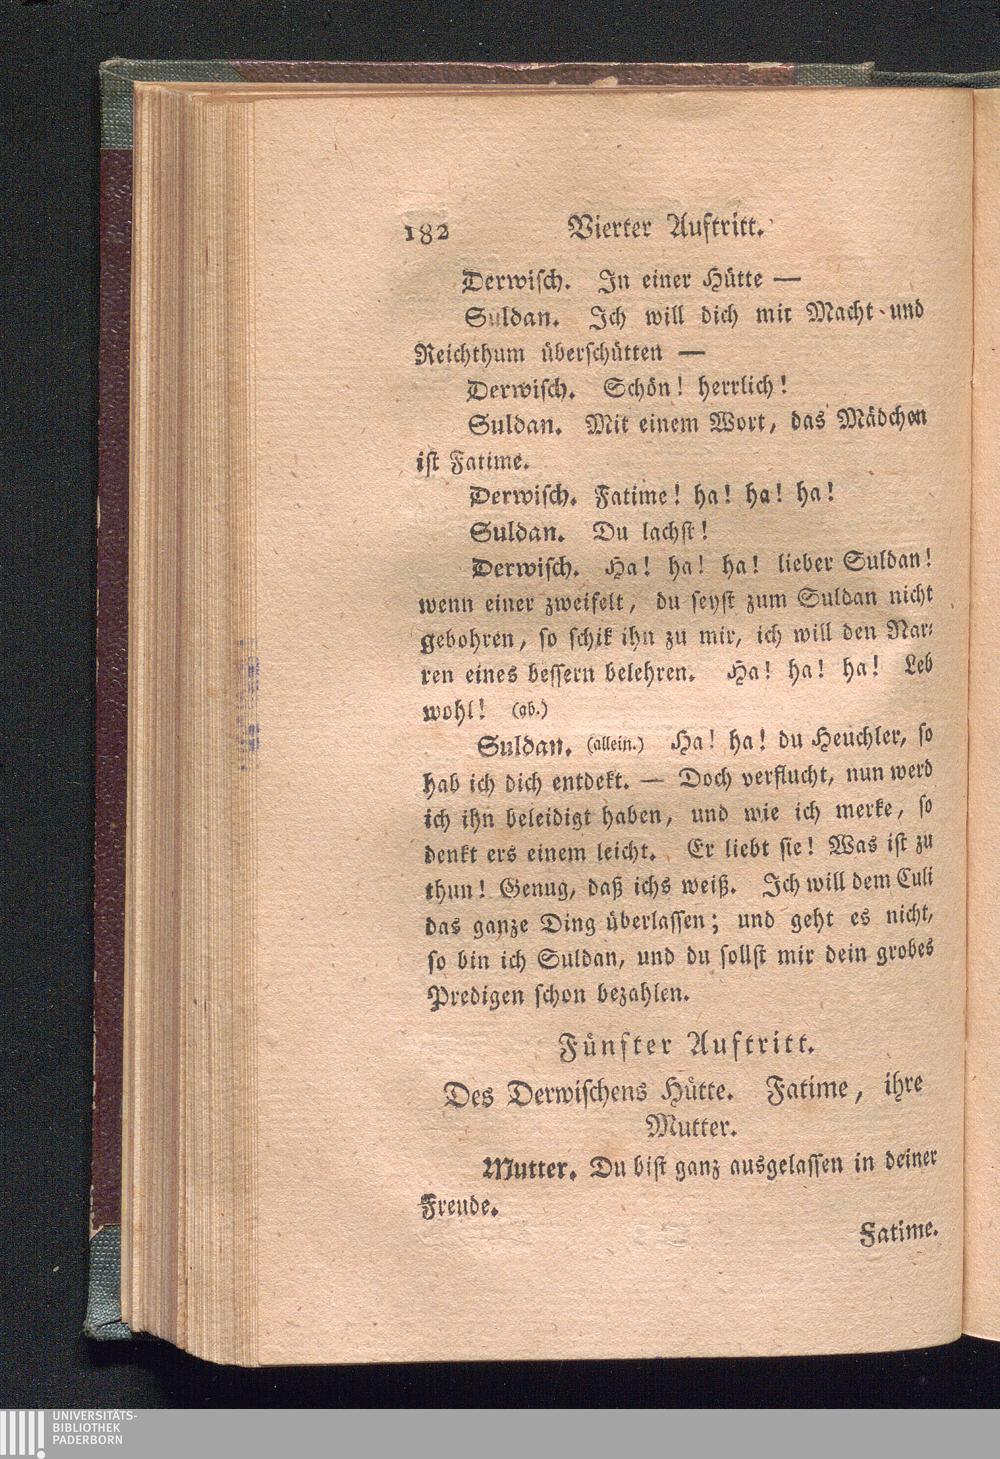 182 Vierter Auftritt.
Derwisch. In einer Hütte —
Suldan. Ich will dich mit Macht und
Reichthum überschütten —
Derwisch. Schön! herrlich!
Suldan. Mit einem Wort, das Mädchen
ist Fatime.
Derwisch. Fatime! ha! ha! ha!
Suldan. Du lachst!
Derwisch. Ha! ha! ha! lieber Suldan!
wenn einer zweifelt, du seyst zum Suldan nicht
gebohren, so schik ihn zu mir, ich will den Nar-
ren eines bessern belehren. Ha! ha! ha! Leb
wohl! (ab.)
Suldan. (allein.) Ha! ha! du Heuchler, so
hab ich dich entdekt. — Doch verflucht, nun werd
ich ihn beleidigt haben, und wie ich merke, so
denkt ers einem leicht. Er liebt sie! Was ist zu
thun! Genug, daß ichs weiß. Ich will dem Culi
das ganze Ding überlassen; und geht es nicht,
so bin ich Suldan, und du sollst mir dein grobes
Predigen schon bezahlen.
Fünfter Auftritt.
Des Derwischens Hütte. Fatime, ihre
Mutter.
Mutter. Du bist ganz ausgelassen in deiner
Freude.
Fatime.
UNIVERSITÄTS-
BIBLIOTHEK
PADERBORN